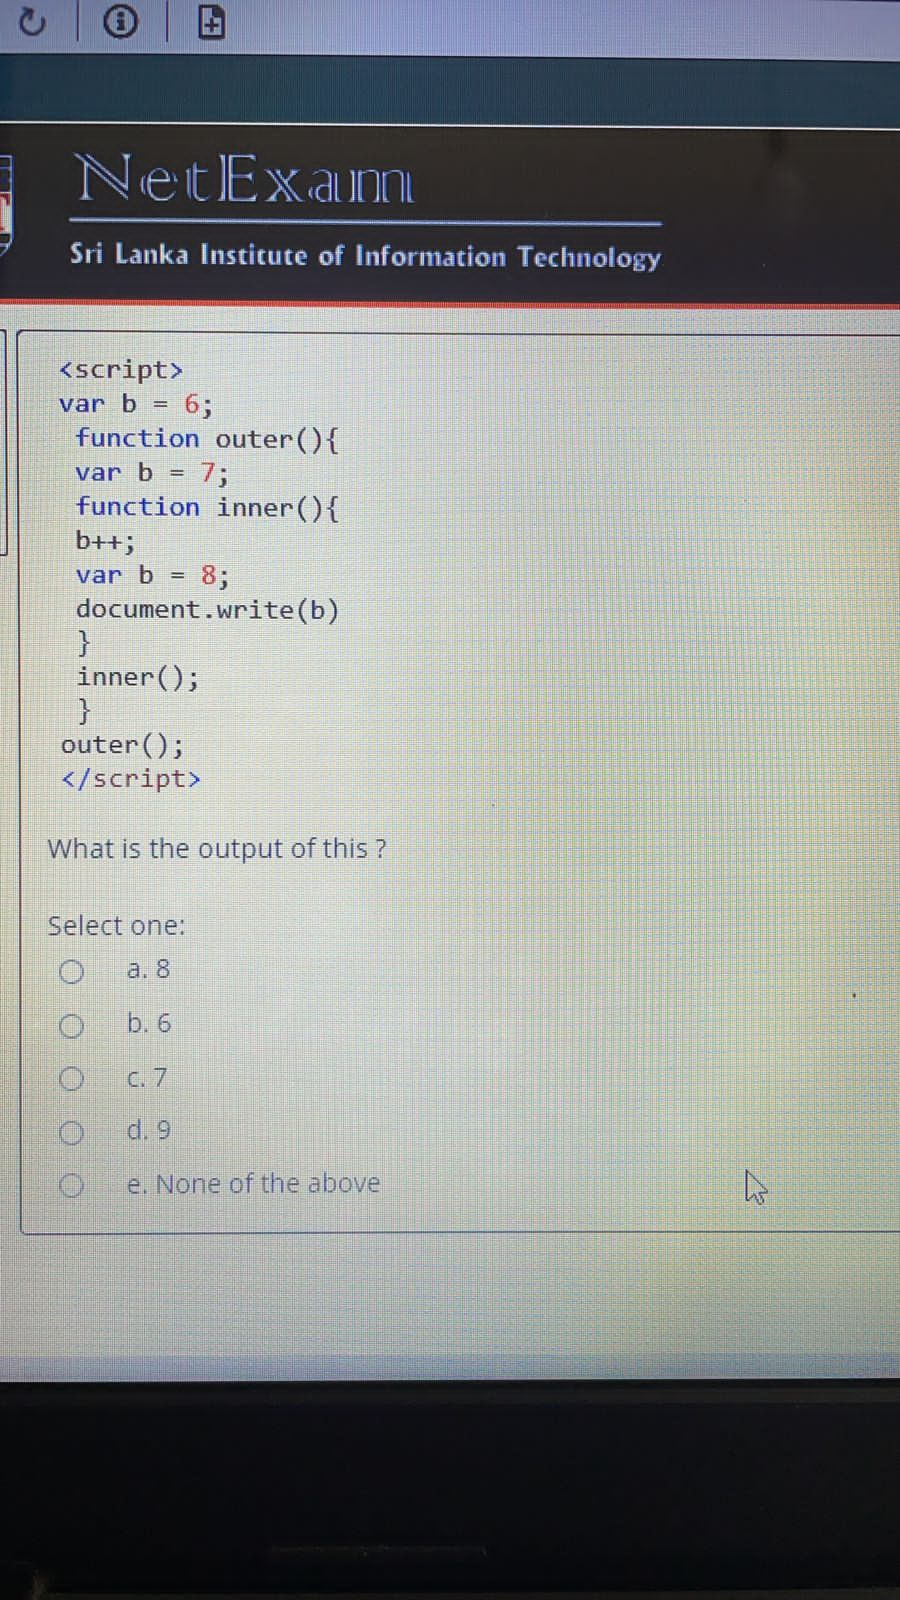 NetExam
Sri Lanka Institute of Information Technology
<script>
var b = 6;
function outer(){
var b = 7;
function inner(){
b++;
var b = 8;
document.write(b)
}
inner();
}
outer();
</script>
What is the output of this ?
Select one:
a. 8
b. 6
c. 7
d. 9
e. None of the above